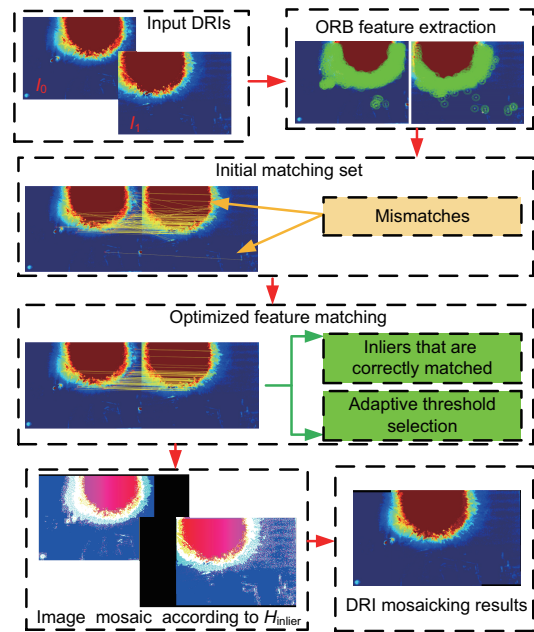 Input DRIs
I0
I1
ORB feature extraction
Initial matching set
Mismatches
Optimized feature matching
Inliers that are
correctly matched
Adaptive threshold
selection
Image mosaic according to Hinlier
DRI mosaicking results